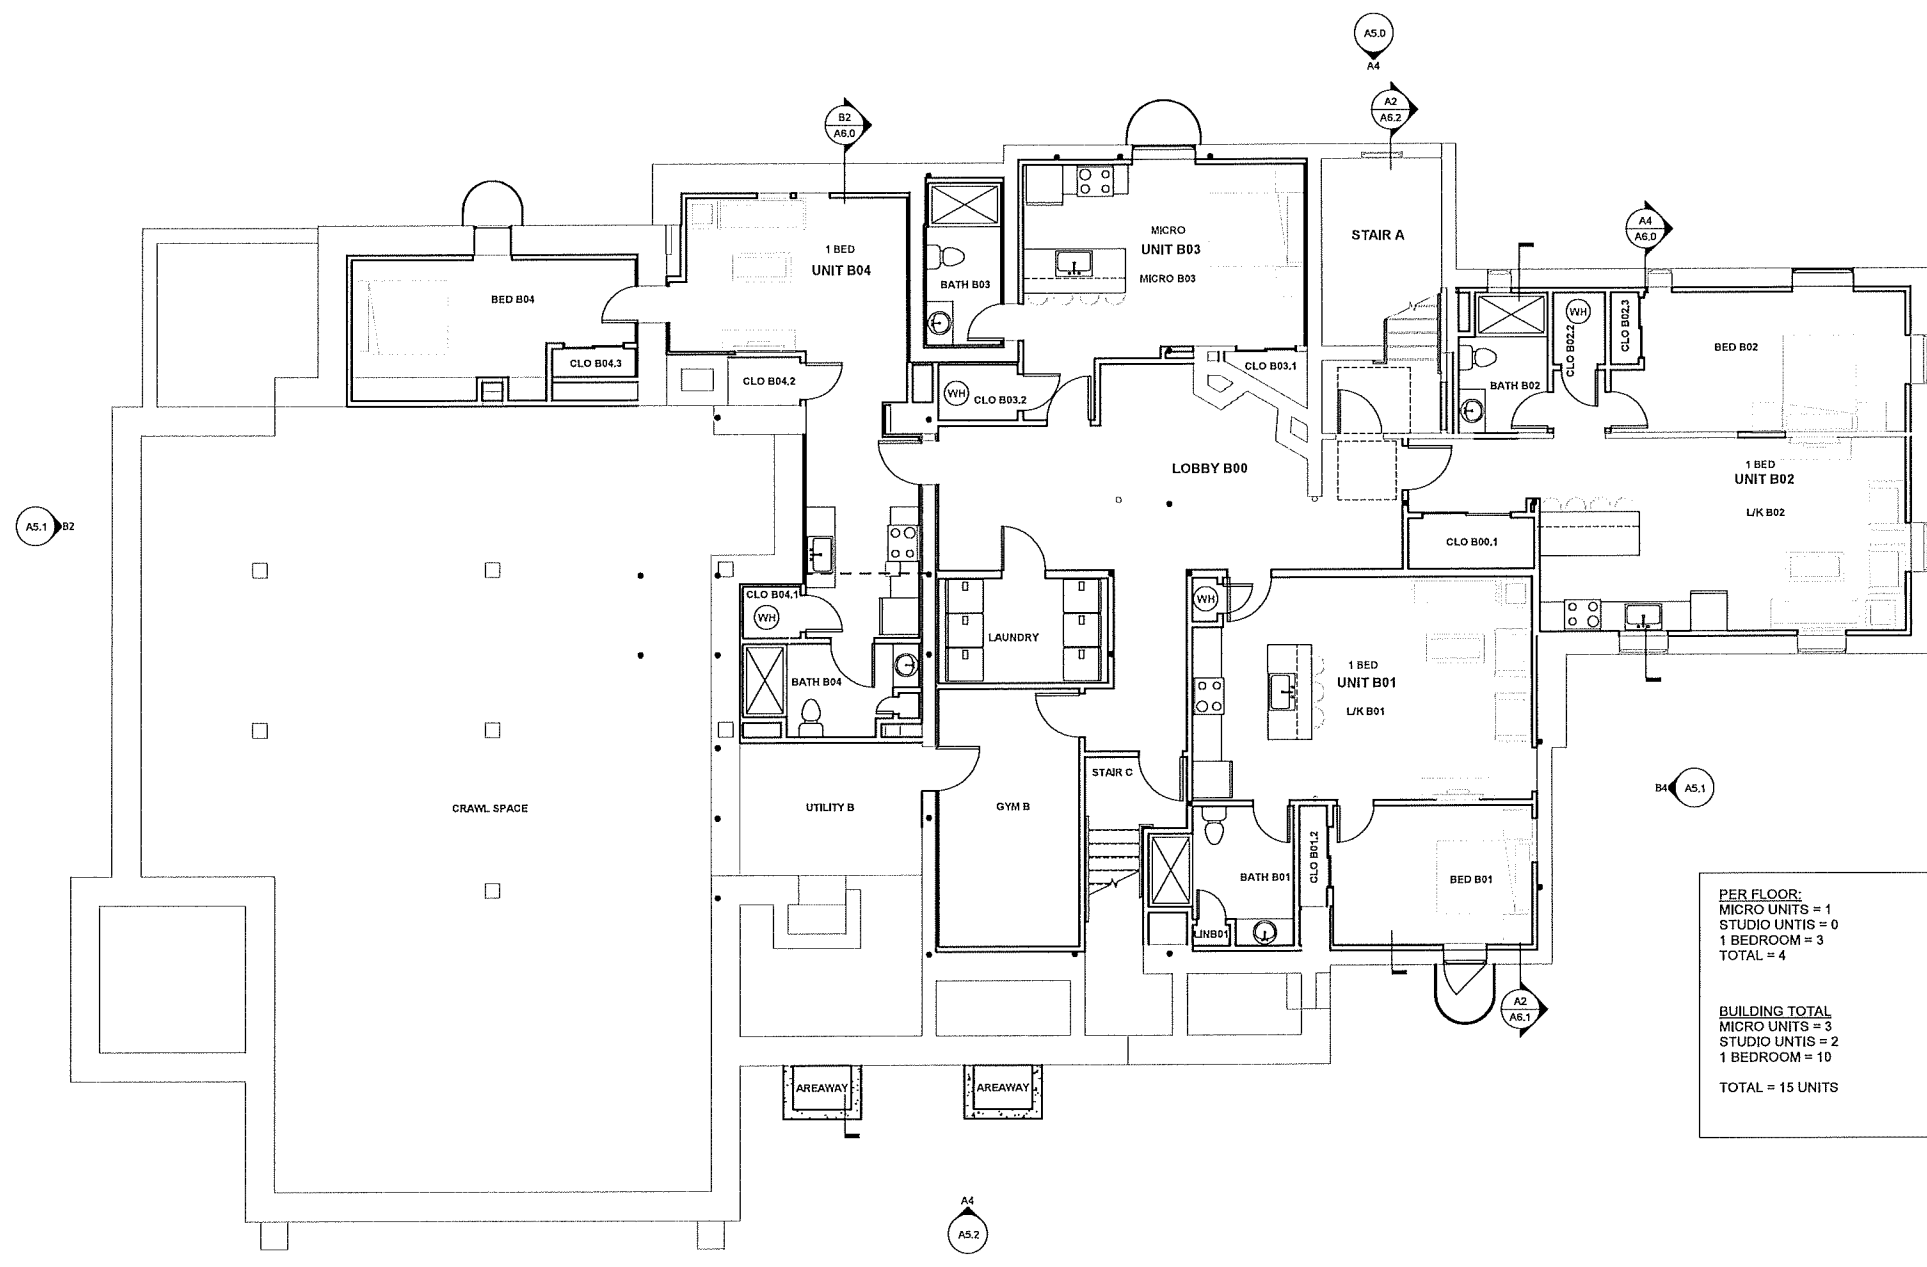 A5.0
A4
A2
A6.2
B2
A6.0
A4
A6.0
STAIR A
MICRO
UNIT B03
MICRO B03
BATH B03
1 BED
UNIT B04
BED B04
CLO B04.3
CLO B04.2
WH
CLO B03.2
CLO B03.1
WH
CLO B02.2
CLO B02.3
BED B02
BATH B02
LOBBY B00
1 BED
UNIT B02
L/K B02
A5.1
B2
CLO B00.1
CLO B04.1
WH
WH
LAUNDRY
BATH B04
1 BED
UNIT B01
L/K B01
STAIR C
B4
A5.1
CRAWL SPACE
UTILITY B
GYM B
CLO B01.2
BATH B01
BED B01
LINB01
A2
A6.1
PER FLOOR:
MICRO UNITS = 1
STUDIO UNTIS = 0
1 BEDROOM = 3
TOTAL = 4
BUILDING TOTAL
MICRO UNITS = 3
STUDIO UNTIS = 2
1 BEDROOM = 10
TOTAL = 15 UNITS
AREAWAY
AREAWAY
A4
A5.2